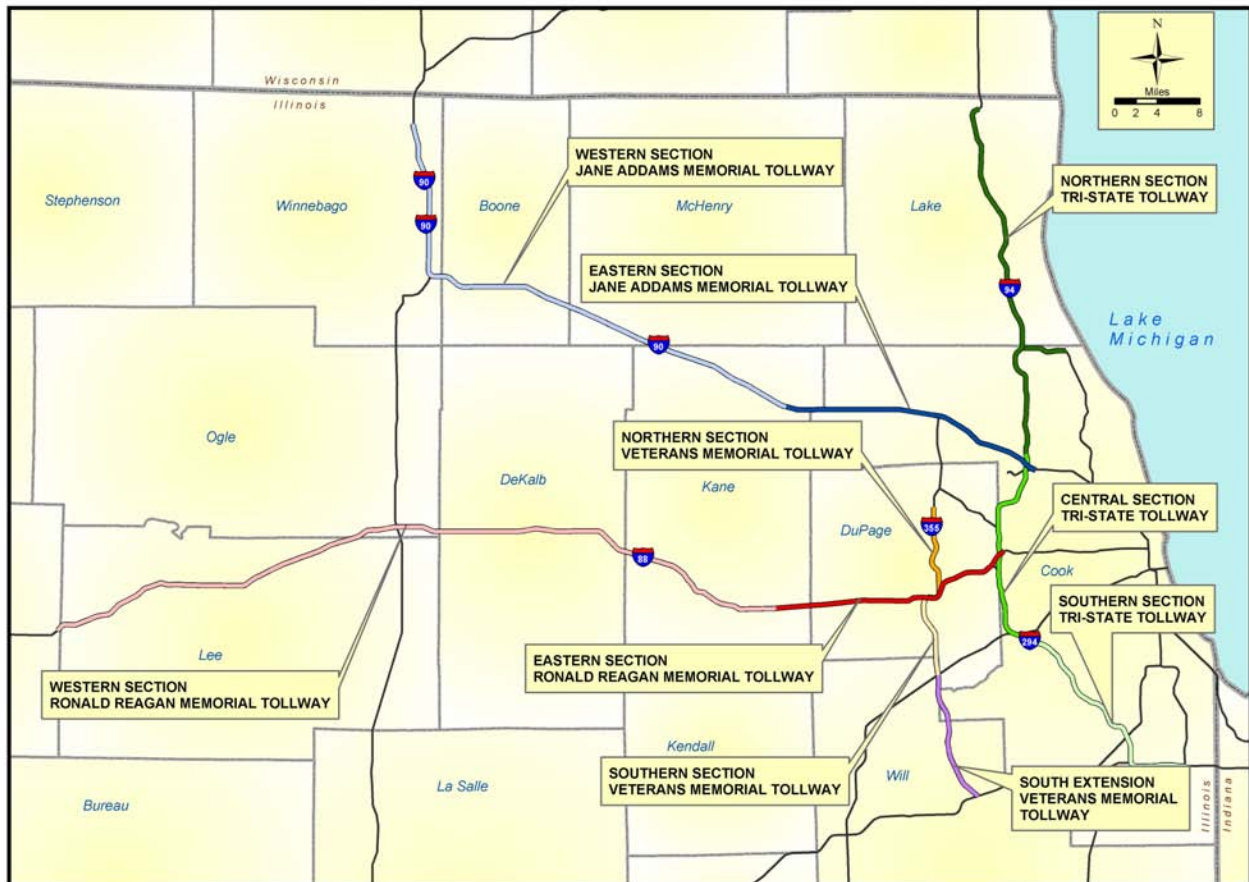 N
Miles
0 2 4 8
Wisconsin
Illinois
WESTERN SECTION
JANE ADDAMS MEMORIAL TOLLWAY
NORTHERN SECTION
TRI-STATE TOLLWAY
90
Stephenson
Winnebago
Boone
McHenry
Lake
90
EASTERN SECTION
JANE ADDAMS MEMORIAL TOLLWAY
94
Lake
Michigan
90
Ogle
NORTHERN SECTION
VETERANS MEMORIAL TOLLWAY
DeKalb
Kane
CENTRAL SECTION
TRI-STATE TOLLWAY
355
DuPage
88
Cook
SOUTHERN SECTION
TRI-STATE TOLLWAY
294
Lee
EASTERN SECTION
RONALD REAGAN MEMORIAL TOLLWAY
WESTERN SECTION
RONALD REAGAN MEMORIAL TOLLWAY
Kendall
SOUTHERN SECTION
VETERANS MEMORIAL TOLLWAY
Will
SOUTH EXTENSION
VETERANS MEMORIAL
TOLLWAY
La Salle
Bureau
Illinois
Indiana